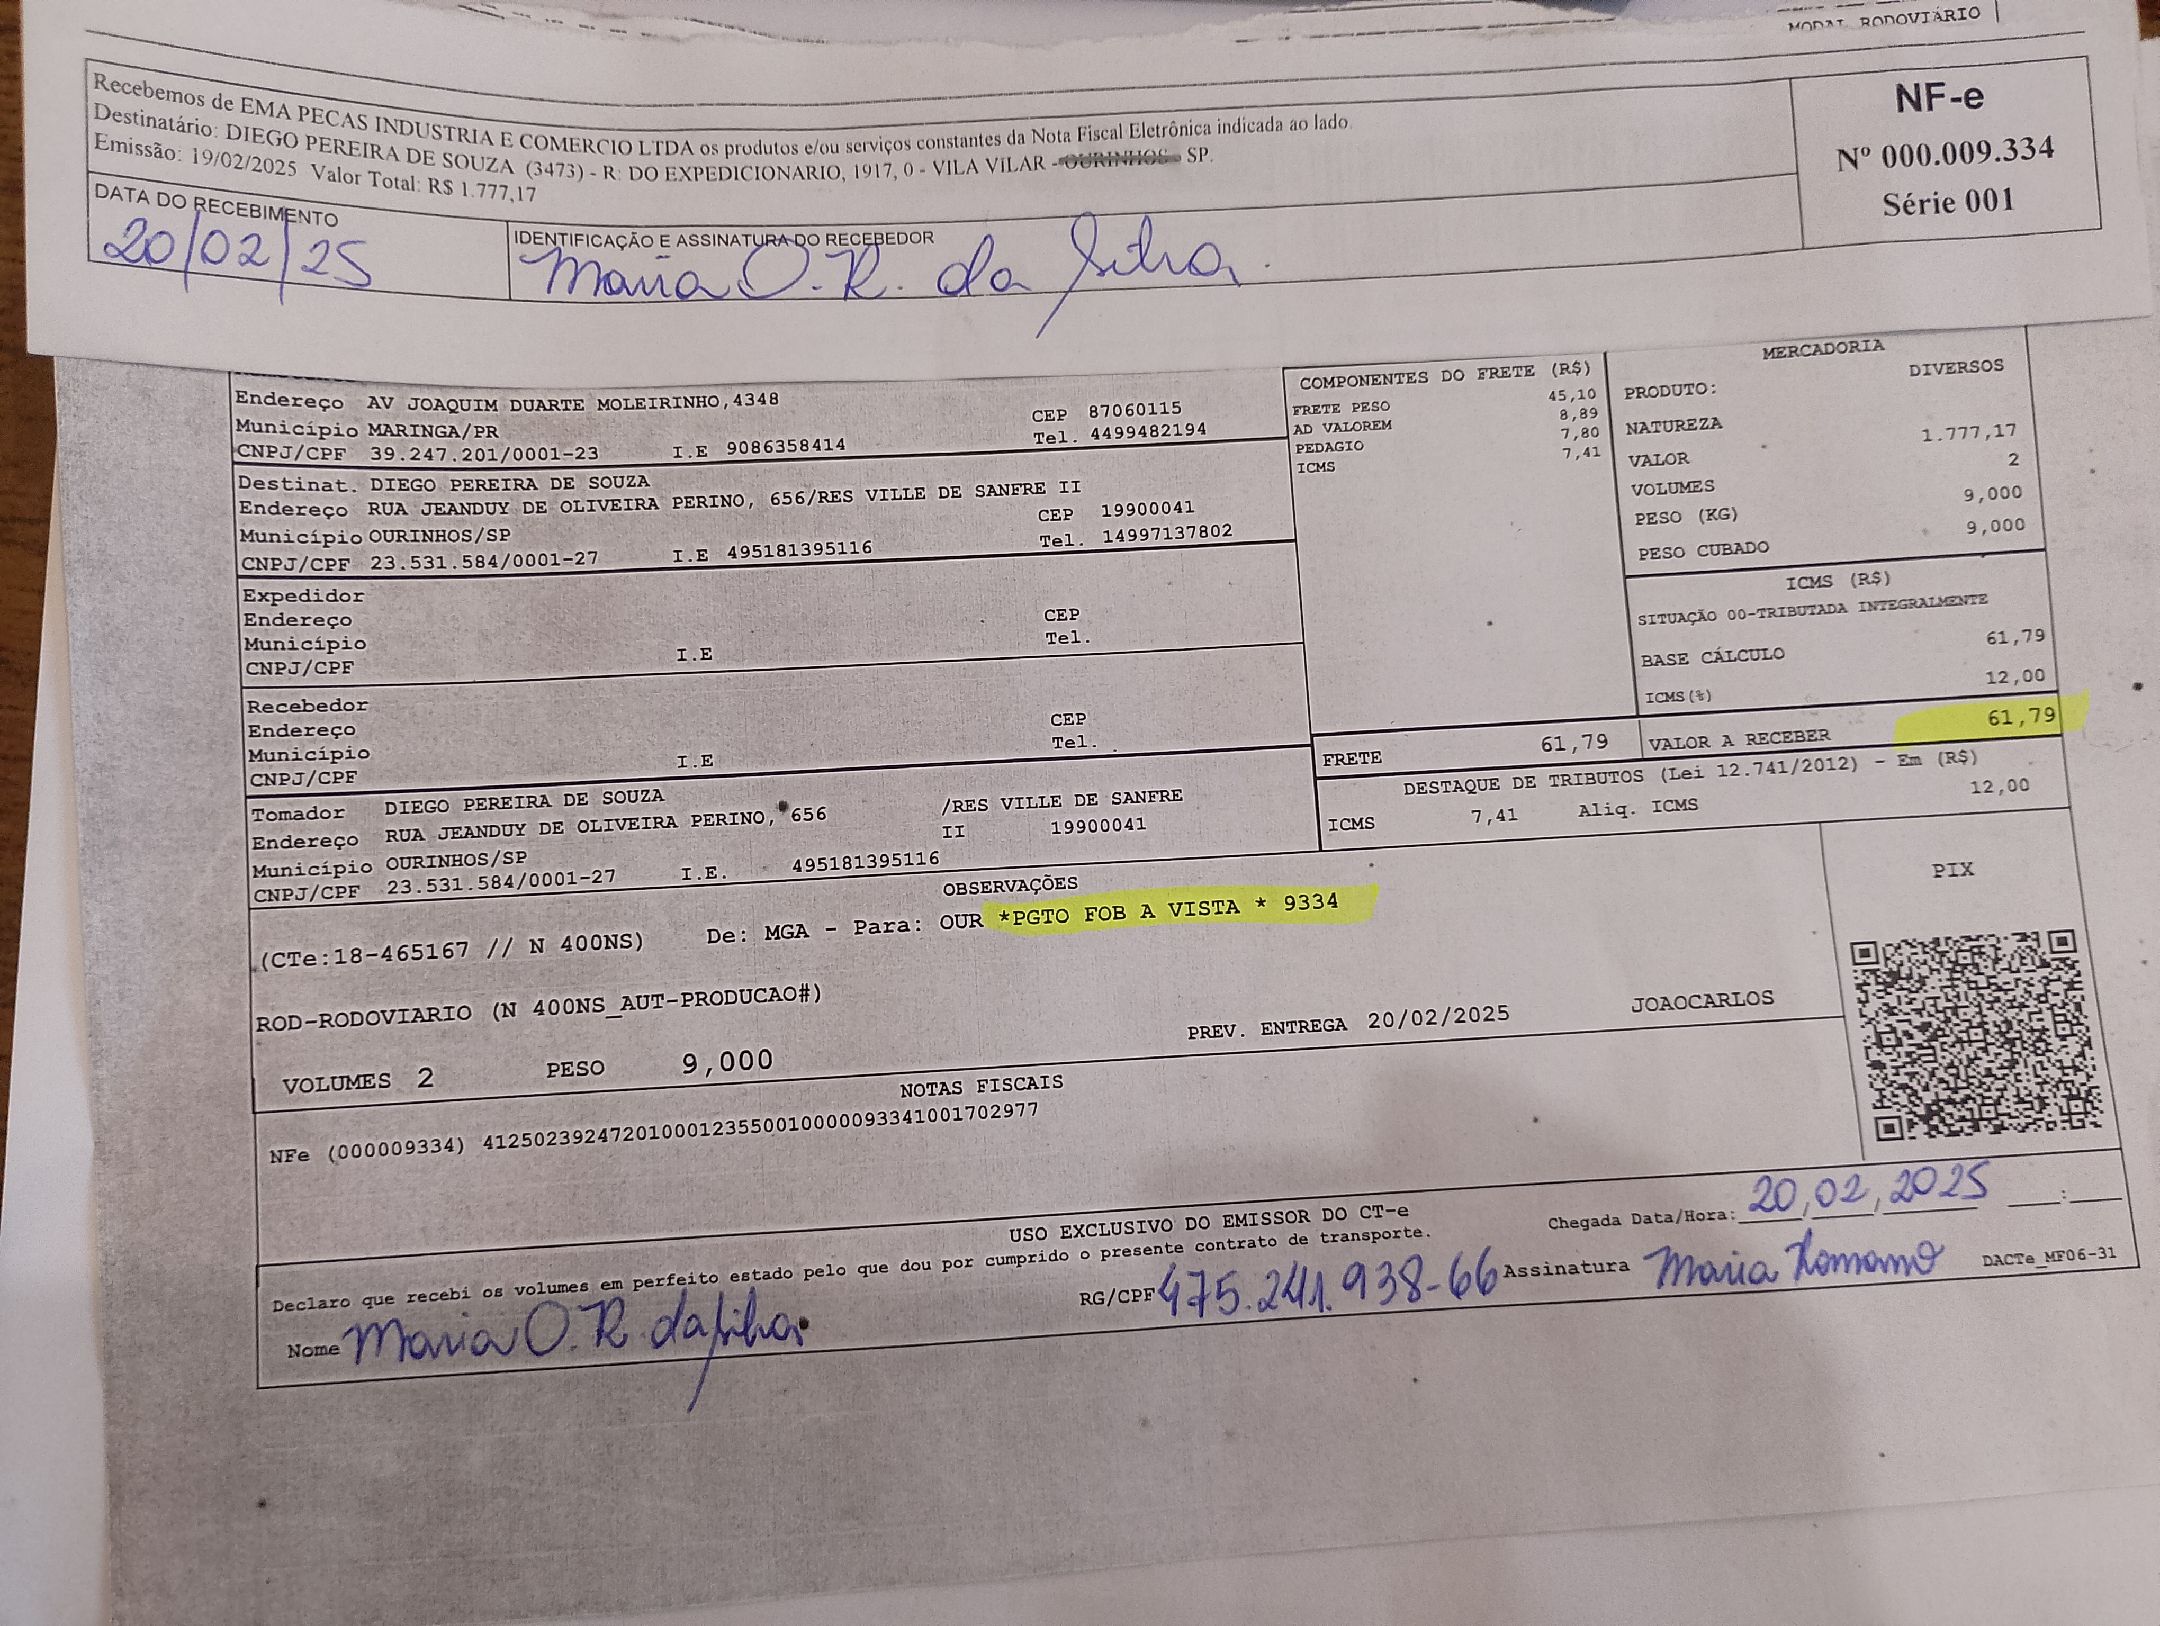 MODAL RODOVIÁRIO
Recebemos de EMA PECAS INDUSTRIA E COMERCIO LTDA os produtos e/ou serviços constantes da Nota Fiscal Eletrônica indicada ao lado.
Destinatário: DIEGO PEREIRA DE SOUZA (3473) - R: DO EXPEDICIONARIO, 1917, 0 - VILA VILAR - OURINHOS - SP.
Emissão: 19/02/2025 Valor Total: R$ 1.777,17
DATA DO RECEBIMENTO
20/02/25
IDENTIFICAÇÃO E ASSINATURA DO RECEBEDOR
Maria O. R. da Silva.
NF-e
Nº 000.009.334
Série 001
Endereço AV JOAQUIM DUARTE MOLEIRINHO,4348
Município MARINGA/PR CEP 87060115
CNPJ/CPF 39.247.201/0001-23 I.E 9086358414 Tel. 4499482194
Destinat. DIEGO PEREIRA DE SOUZA
Endereço RUA JEANDUY DE OLIVEIRA PERINO, 656/RES VILLE DE SANFRE II
Município OURINHOS/SP CEP 19900041
CNPJ/CPF 23.531.584/0001-27 I.E 495181395116 Tel. 14997137802
Expedidor
Endereço CEP
Município Tel.
CNPJ/CPF I.E
Recebedor
Endereço CEP
Município Tel.
CNPJ/CPF I.E
Tomador DIEGO PEREIRA DE SOUZA
Endereço RUA JEANDUY DE OLIVEIRA PERINO, 656 /RES VILLE DE SANFRE
II 19900041
Município OURINHOS/SP
CNPJ/CPF 23.531.584/0001-27 I.E. 495181395116
COMPONENTES DO FRETE (R$)
FRETE PESO 45,10
AD VALOREM 8,89
PEDAGIO 7,80
ICMS 7,41
MERCADORIA
PRODUTO: DIVERSOS
NATUREZA
VALOR 1.777,17
VOLUMES 2
PESO (KG) 9,000
PESO CUBADO 9,000
ICMS (R$)
SITUAÇÃO 00-TRIBUTADA INTEGRALMENTE
BASE CÁLCULO 61,79
ICMS(%) 12,00
FRETE 61,79 VALOR A RECEBER 61,79
DESTAQUE DE TRIBUTOS (Lei 12.741/2012) - Em (R$)
ICMS 7,41 Aliq. ICMS 12,00
OBSERVAÇÕES
(CTe:18-465167 // N 400NS) De: MGA - Para: OUR *PGTO FOB A VISTA * 9334
ROD-RODOVIARIO (N 400NS_AUT-PRODUCAO#)
PREV. ENTREGA 20/02/2025 JOAOCARLOS
VOLUMES 2 PESO 9,000
PIX
NOTAS FISCAIS
NFe (000009334) 41250239247201000123550010000093341001702977
USO EXCLUSIVO DO EMISSOR DO CT-e
Declaro que recebi os volumes em perfeito estado pelo que dou por cumprido o presente contrato de transporte.
Chegada Data/Hora: 20,02,2025 __:__
Nome Maria O. R. da Silva RG/CPF 475.241.938-66 Assinatura Maria Romano DACTe_MF06-31